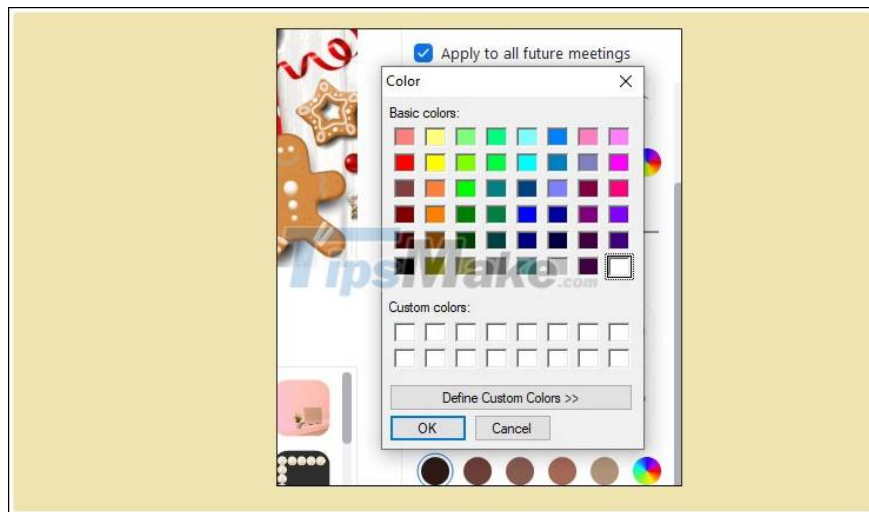 Apply to all future meetings
Color
Basic colors:
TipsMake.com
Custom colors:
Define Custom Colors >>
OK
Cancel